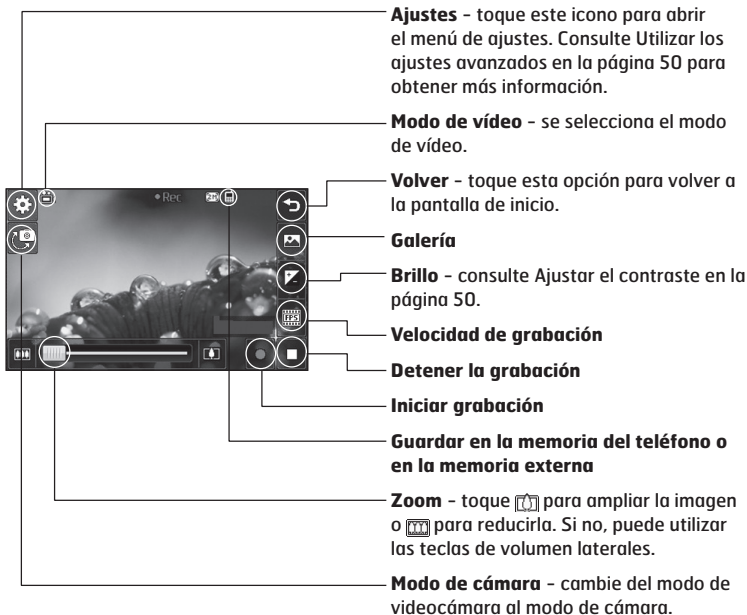 Ajustes – toque este icono para abrir
el menú de ajustes. Consulte Utilizar los
ajustes avanzados en la página 50 para
obtener más información.
Modo de vídeo – se selecciona el modo
de vídeo.
Volver – toque esta opción para volver a
la pantalla de inicio.
Galería
Brillo – consulte Ajustar el contraste en la
página 50.
Velocidad de grabación
Detener la grabación
Iniciar grabación
Guardar en la memoria del teléfono o
en la memoria externa
Zoom – toque para ampliar la imagen
o para reducirla. Si no, puede utilizar
las teclas de volumen laterales.
Modo de cámara – cambie del modo de
videocámara al modo de cámara.
Rec
FPS